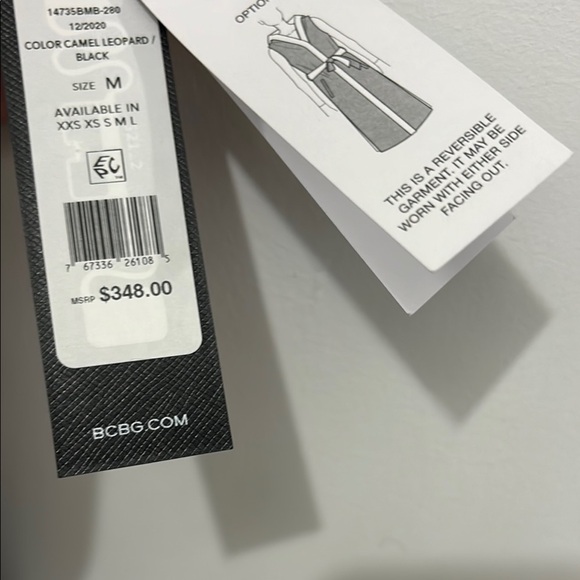 14735BMB-280
12/2020
COLOR CAMEL LEOPARD /
BLACK
SIZE M
AVAILABLE IN
XXS XS S M L
EPC
7 67336 26108 5
MSRP $348.00
BCBG.COM
THIS IS A REVERSIBLE
GARMENT. IT MAY BE
WORN WITH EITHER SIDE
FACING OUT.